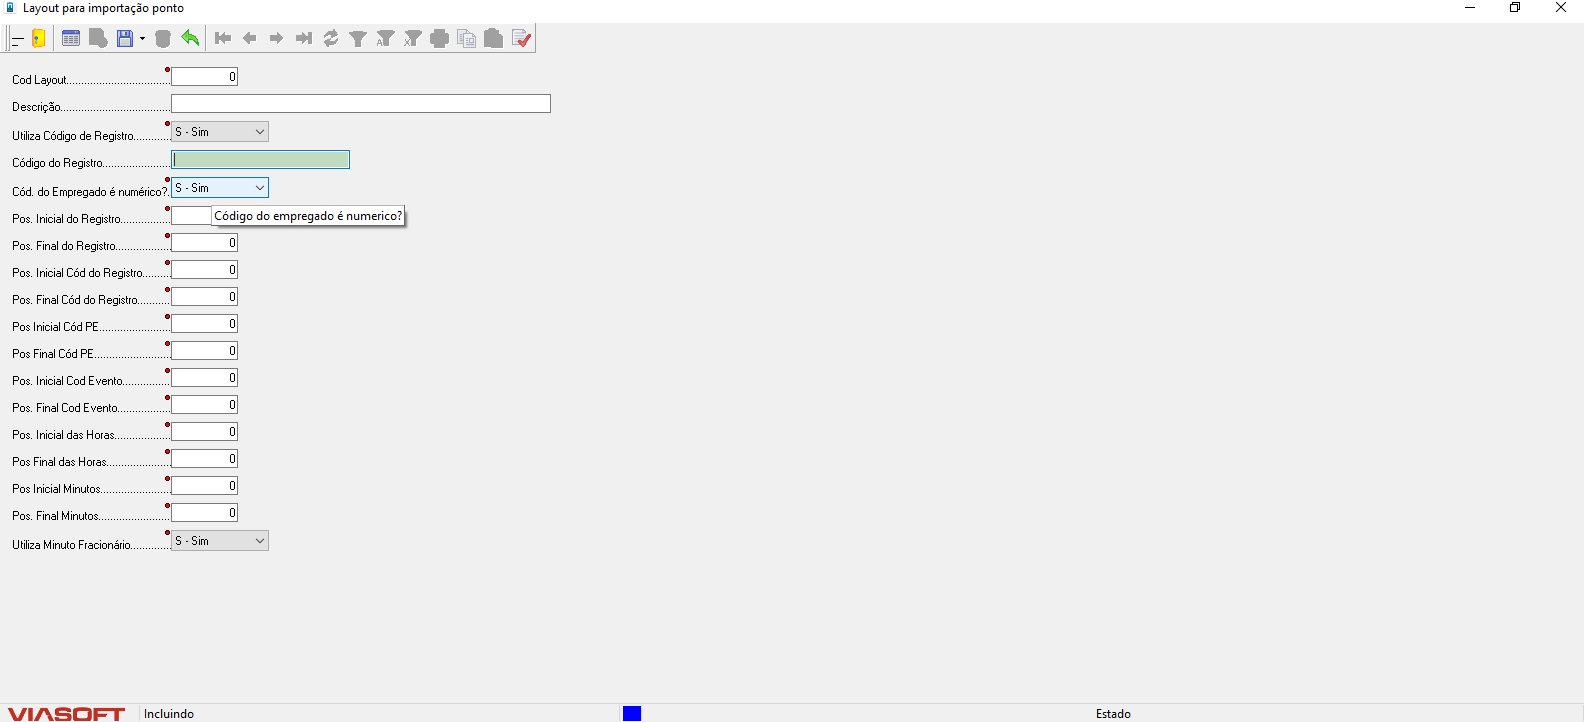 Layout para importação ponto
Cod Layout 0
Descrição
Utiliza Código de Registro S - Sim
Código do Registro
Cód. do Empregado é numérico? S - Sim
Pos. Inicial do Registro Código do empregado é numerico?
Pos. Final do Registro 0
Pos. Inicial Cód do Registro 0
Pos. Final Cód do Registro 0
Pos Inicial Cód PE 0
Pos Final Cód PE 0
Pos. Inicial Cod Evento 0
Pos. Final Cod Evento 0
Pos. Inicial das Horas 0
Pos Final das Horas 0
Pos Inicial Minutos 0
Pos. Final Minutos 0
Utiliza Minuto Fracionário S - Sim
VIASOFT Incluindo Estado